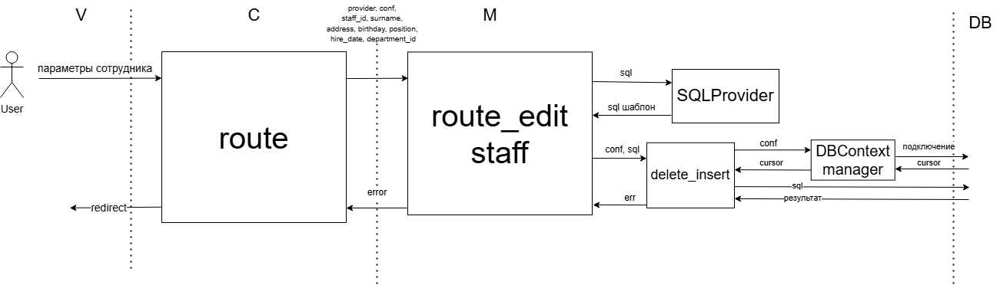 V
C
M
DB
provider, conf,
staff_id, surname,
address, birthday, position,
hire_date, department_id
User
параметры сотрудника
route
redirect
error
route_edit
staff
sql
sql шаблон
SQLProvider
conf, sql
err
delete_insert
conf
cursor
DBContext
manager
подключение
cursor
sql
результат